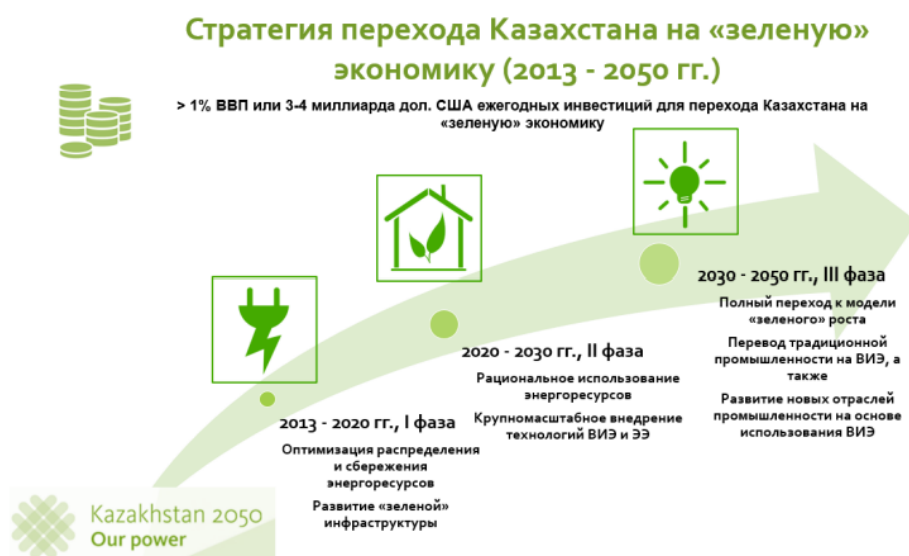 Стратегия перехода Казахстана на «зеленую»
экономику (2013 - 2050 гг.)
> 1% ВВП или 3-4 миллиарда дол. США ежегодных инвестиций для перехода Казахстана на
«зеленую» экономику
2013 - 2020 гг., I фаза
Оптимизация распределения
и сбережения
энергоресурсов
Развитие «зеленой»
инфраструктуры
2020 - 2030 гг., II фаза
Рациональное использование
энергоресурсов
Крупномасштабное внедрение
технологий ВИЭ и ЭЭ
2030 - 2050 гг., III фаза
Полный переход к модели
«зеленого» роста
Перевод традиционной
промышленности на ВИЭ, а
также
Развитие новых отраслей
промышленности на основе
использования ВИЭ
Kazakhstan 2050
Our power